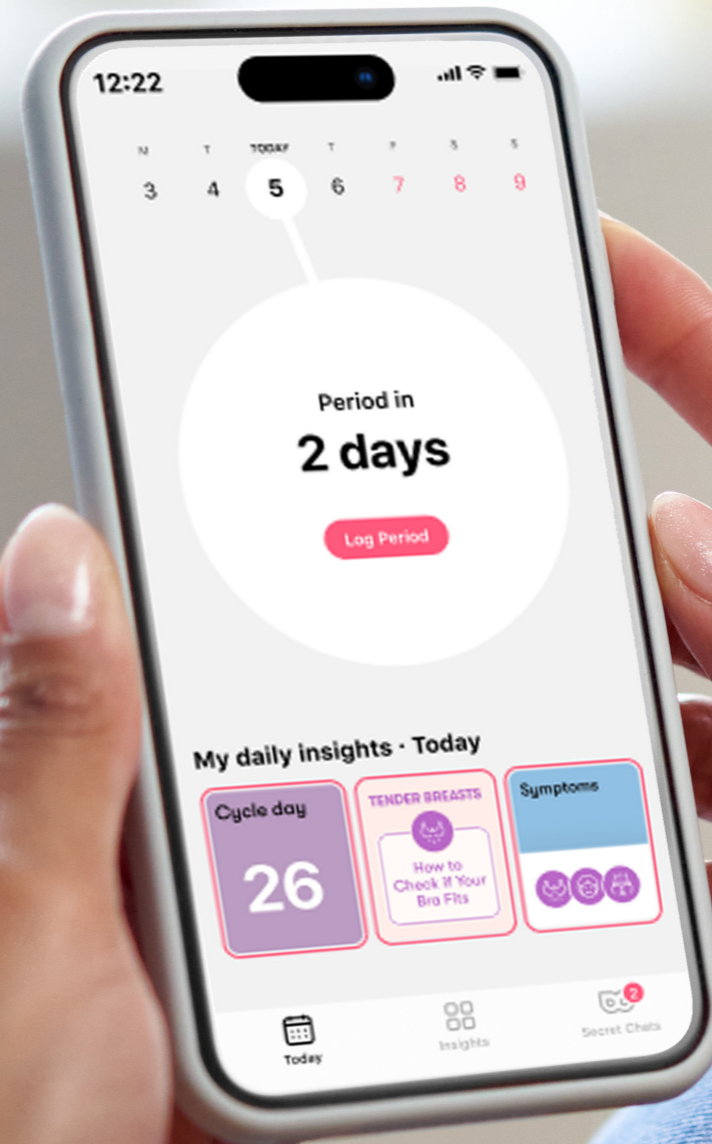 12:22
M T TODAY T F S S
3 4 5 6 7 8 9
Period in
2 days
Log Period
My daily insights · Today
Cycle day
26
TENDER BREASTS
How to
Check if Your
Bra Fits
Symptoms
2
Today
Insights
Secret Chats